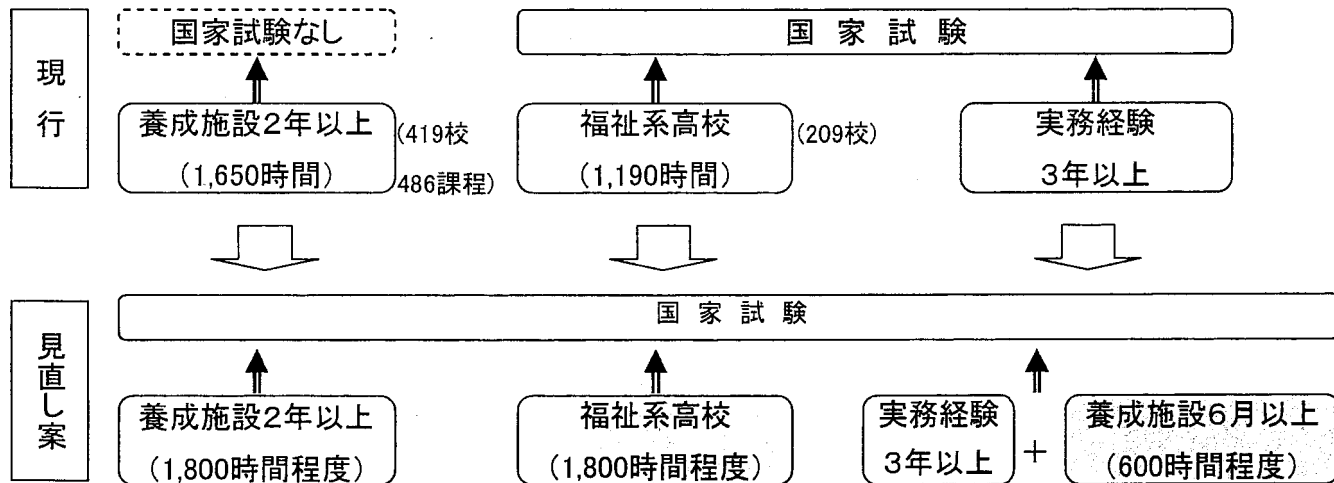 現行
国家試験なし
国家試験
養成施設2年以上
(1,650時間)
(419校
486課程)
福祉系高校
(1,190時間)
(209校)
実務経験
3年以上
見直し案
国家試験
養成施設2年以上
(1,800時間程度)
福祉系高校
(1,800時間程度)
実務経験
3年以上
+
養成施設6月以上
(600時間程度)